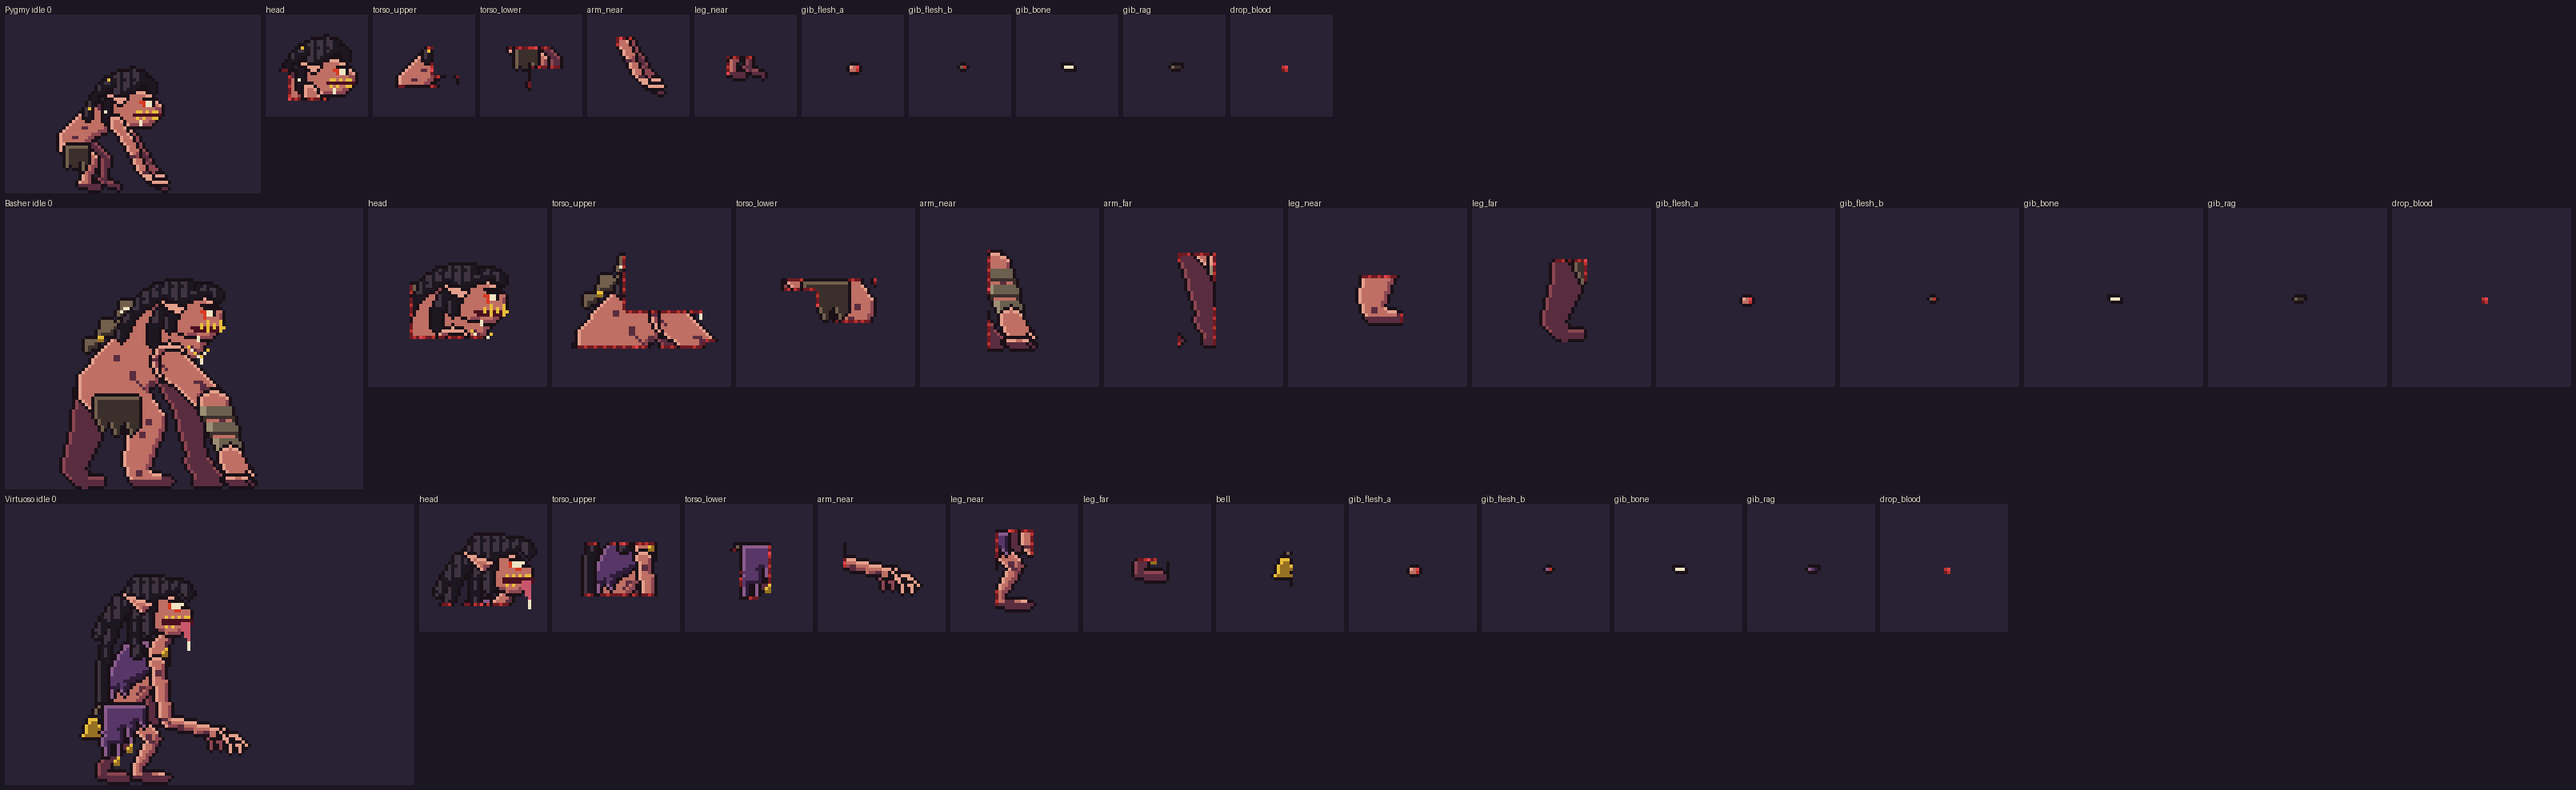 Pygmy idle 0 head torso_upper torso_lower arm_near leg_near gib_flesh_a gib_flesh_b gib_bone gib_rag drop_blood
Basher idle 0 head torso_upper torso_lower arm_near arm_far leg_near leg_far gib_flesh_a gib_flesh_b gib_bone gib_rag drop_blood
Virtuoso idle 0 head torso_upper torso_lower arm_near leg_near leg_far bell gib_flesh_a gib_flesh_b gib_bone gib_rag drop_blood